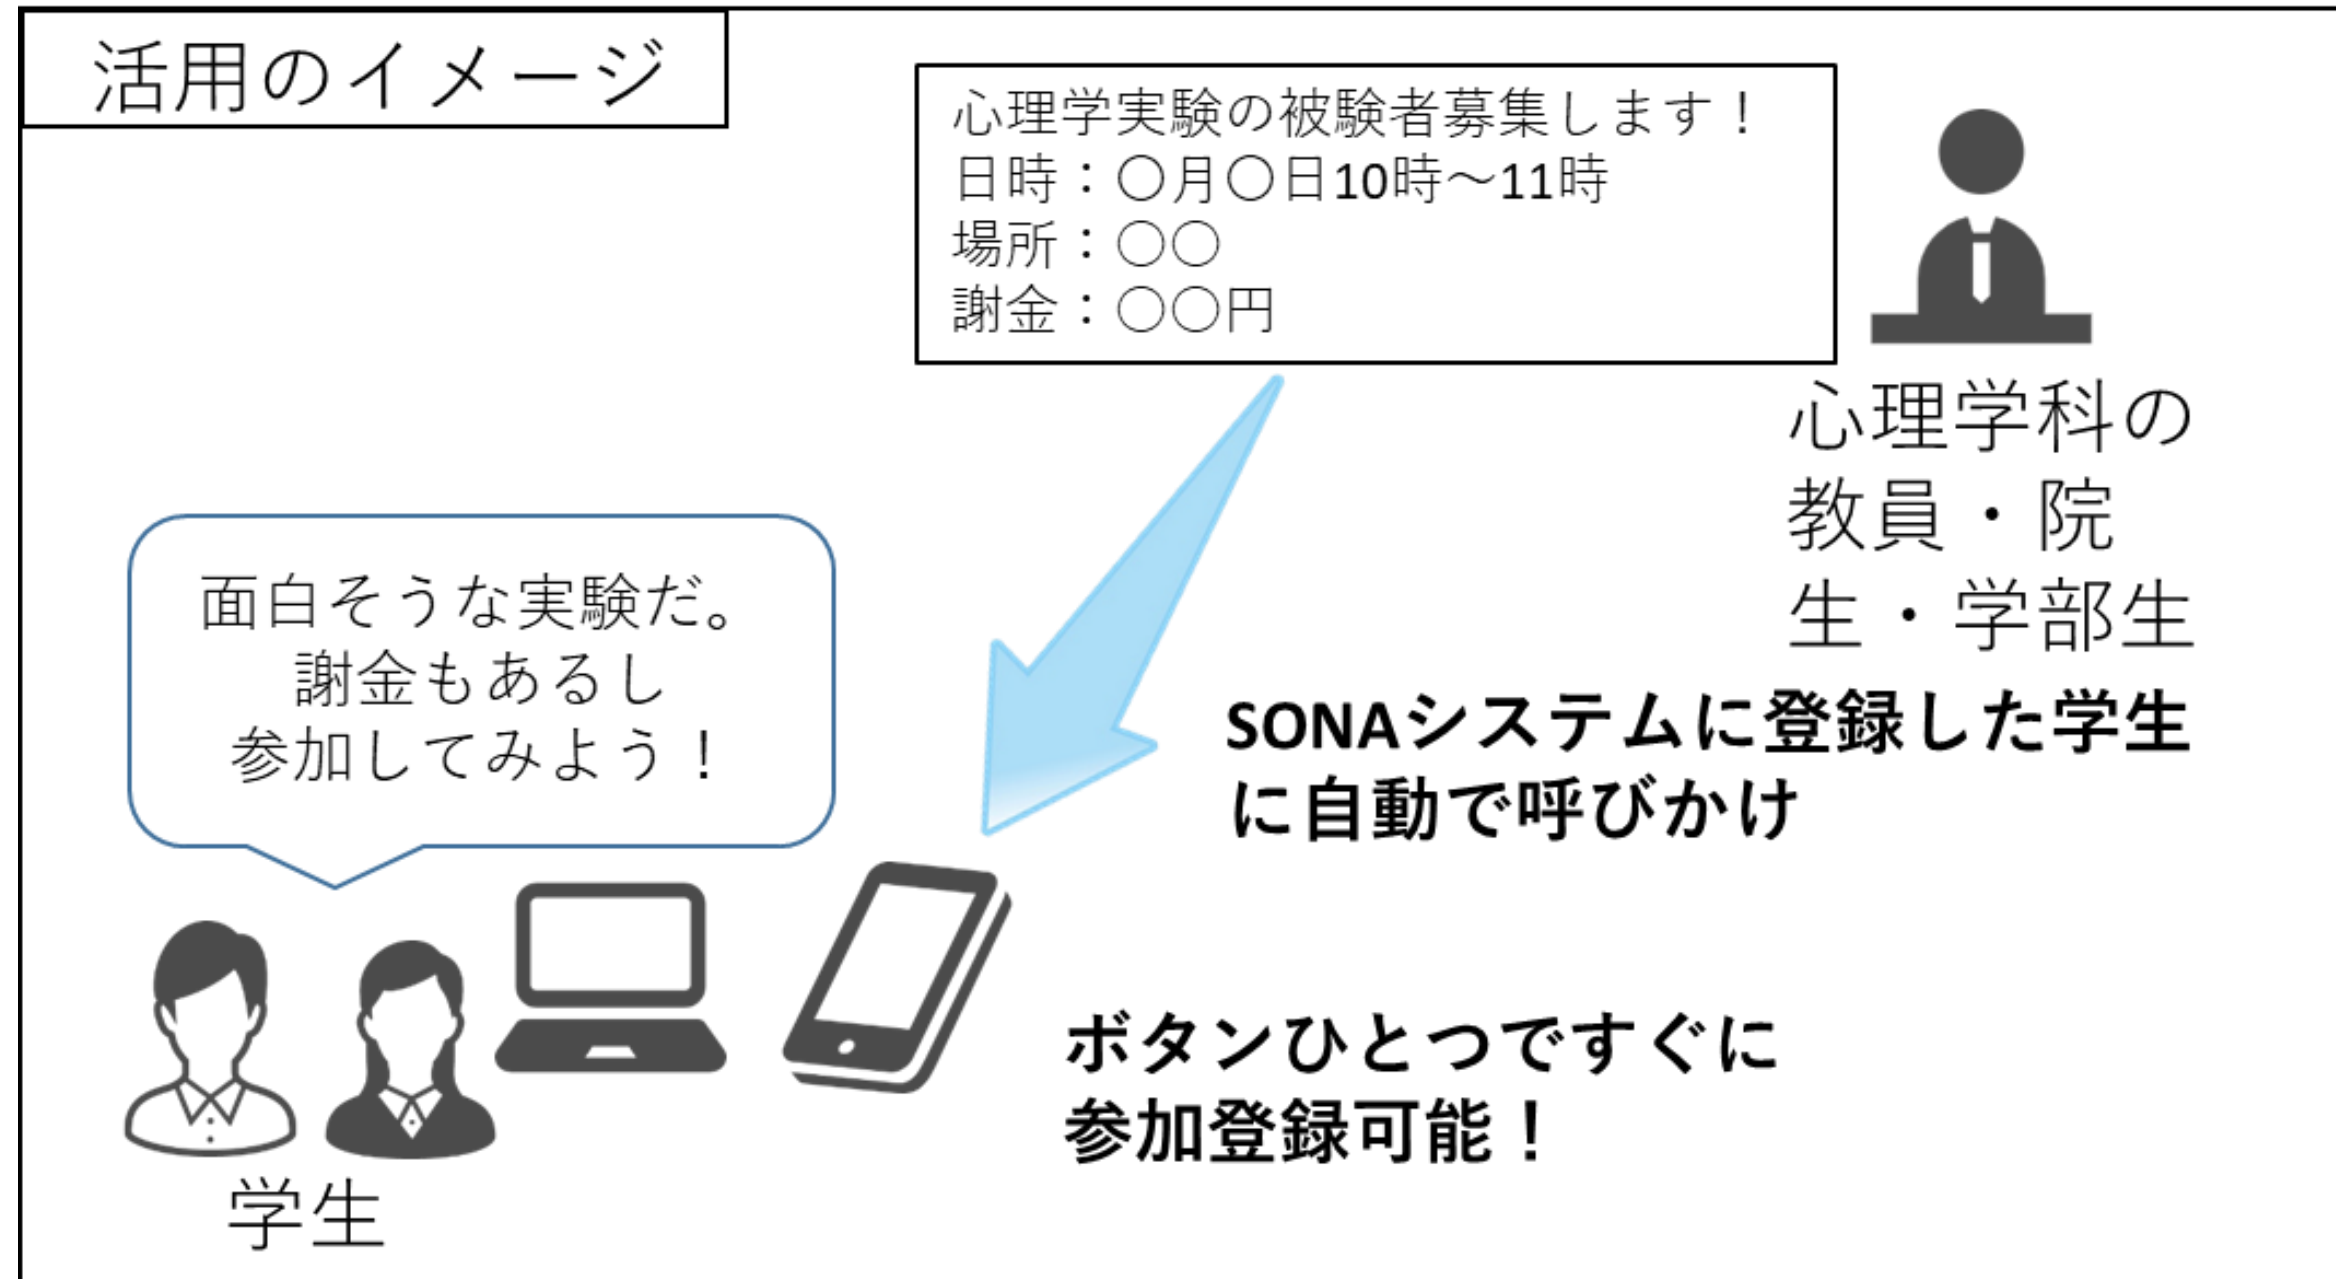 活用のイメージ
心理学実験の被験者募集します！
日時：〇月〇日10時～11時
場所：〇〇
謝金：〇〇円
心理学科の
教員・院
生・学部生
面白そうな実験だ。
謝金もあるし
参加してみよう！
SONAシステムに登録した学生
に自動で呼びかけ
ボタンひとつですぐに
参加登録可能！
学生